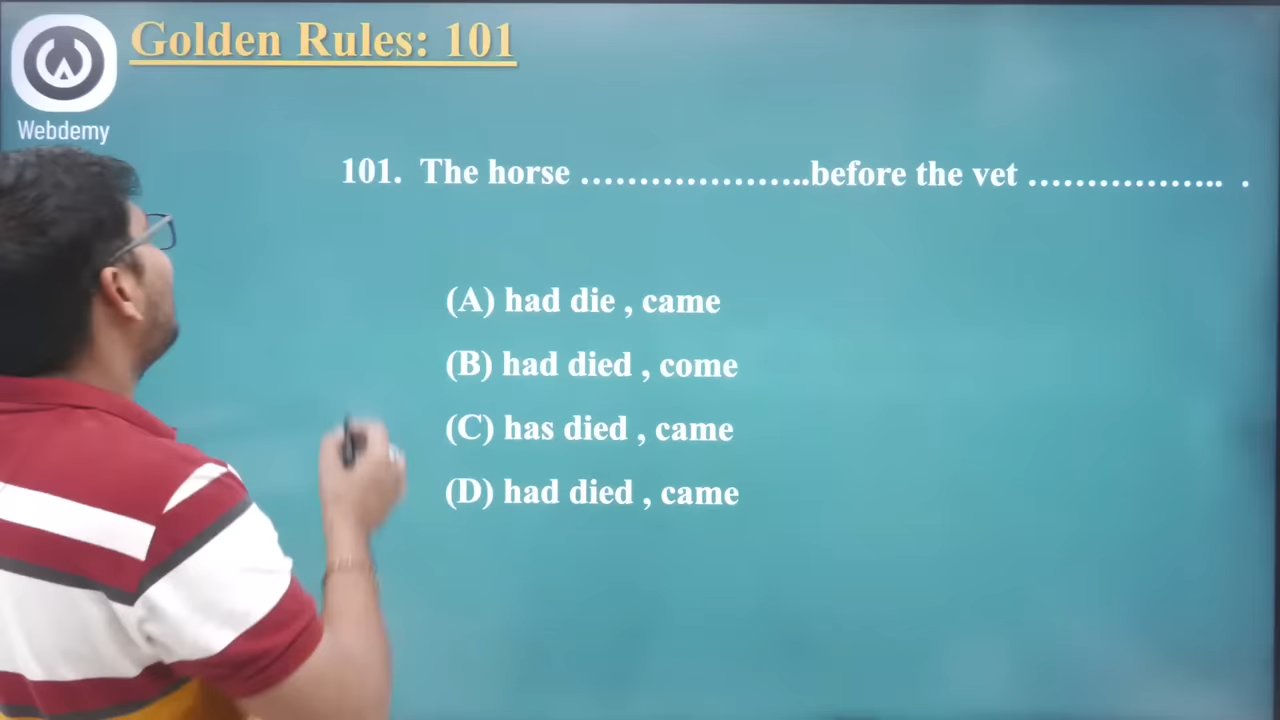 Golden Rules: 101
Webdemy
101. The horse ......................before the vet ................... .
(A) had die , came
(B) had died , come
(C) has died , came
(D) had died , came